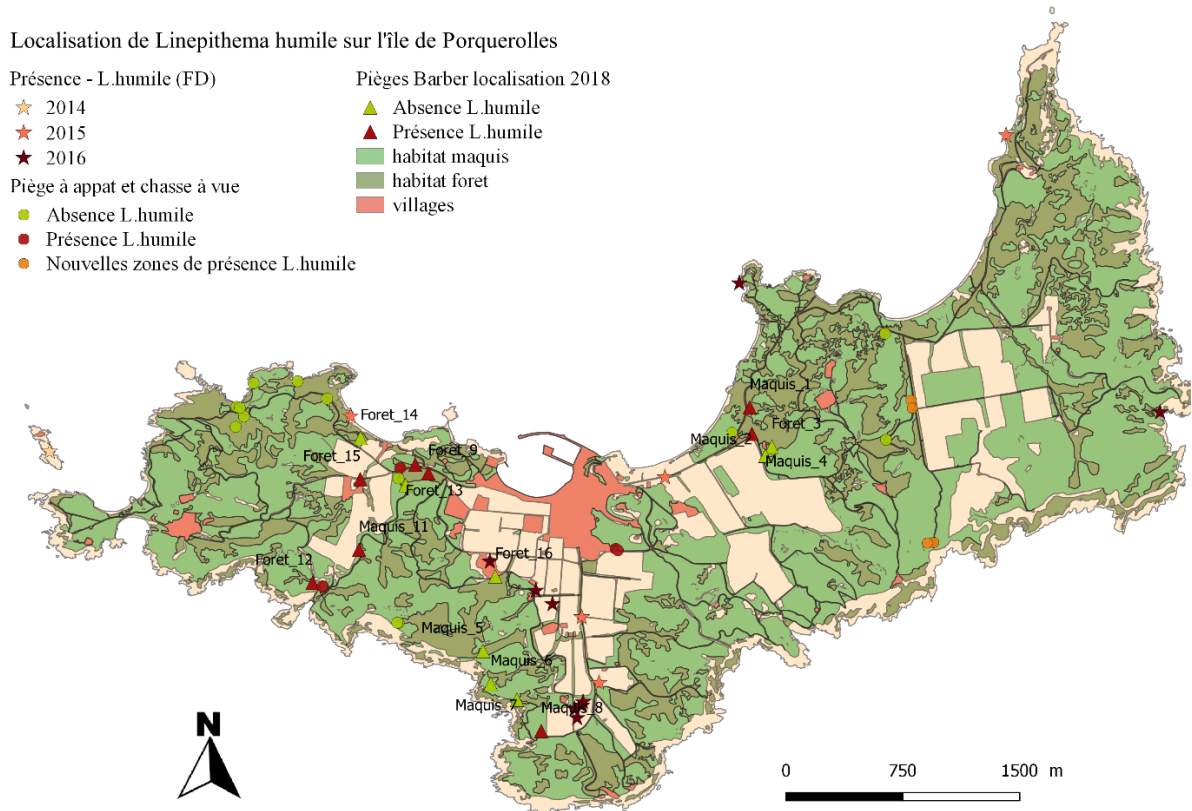 Localisation de Linepithema humile sur l'île de Porquerolles
Présence - L.humile (FD)
2014
2015
2016
Piège à appat et chasse à vue
Absence L.humile
Présence L.humile
Nouvelles zones de présence L.humile
Pièges Barber localisation 2018
Absence L.humile
Présence L.humile
habitat maquis
habitat foret
villages
Maquis_1
Foret_14
Foret_3
Maquis_2
Foret_15
Foret_9
Maquis_4
Foret_13
Maquis_11
Foret_16
Foret_12
Maquis_5
Maquis_6
Maquis_7
Maquis_8
N
0 750 1500 m